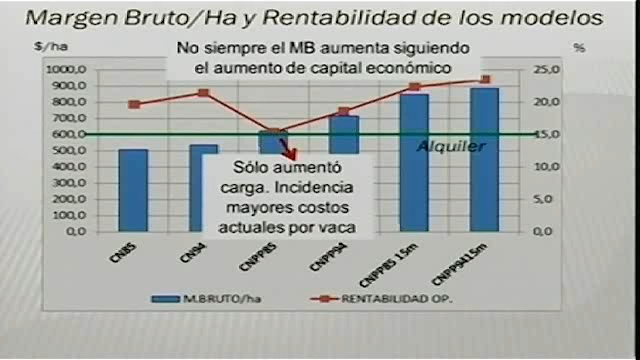 Margen Bruto/Ha y Rentabilidad de los modelos
$/ha
%
No siempre el MB aumenta siguiendo
el aumento de capital económico
1000,0
900,0
800,0
700,0
600,0
500,0
400,0
300,0
200,0
100,0
0,0
25,0
20,0
15,0
10,0
5,0
0,0
Alquiler
Sólo aumentó
carga. Incidencia
mayores costos
actuales por vaca
CN85
CN94
CNPP85
CNPP94
CNPP85 15m
CNPP9415m
M.BRUTO/ha
RENTABILIDAD OP.